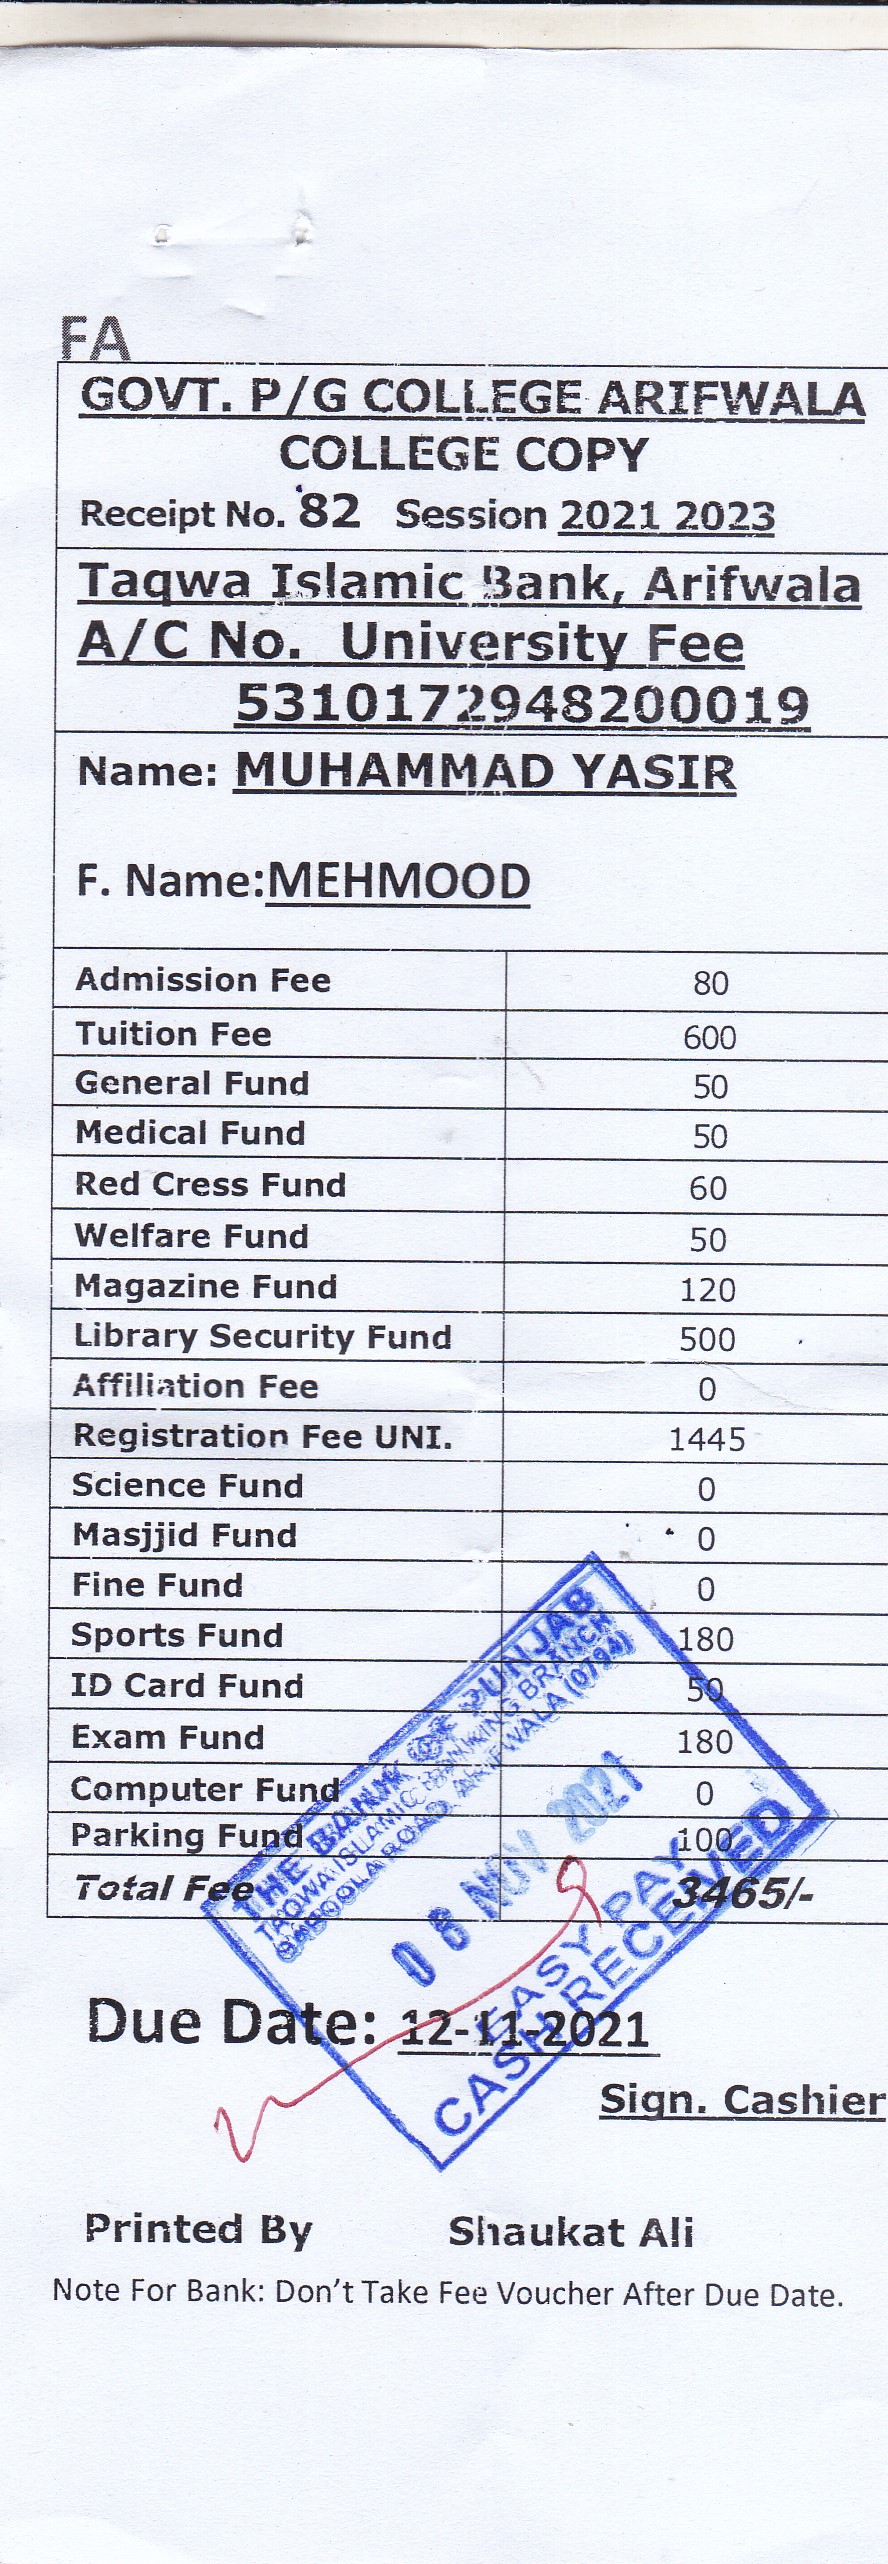 FA
GOVT. P/G COLLEGE ARIFWALA
COLLEGE COPY
Receipt No. 82 Session 2021 2023
Taqwa Islamic Bank, Arifwala
A/C No. University Fee
5310172948200019
Name: MUHAMMAD YASIR
F. Name:MEHMOOD
Admission Fee 80
Tuition Fee 600
General Fund 50
Medical Fund 50
Red Cress Fund 60
Welfare Fund 50
Magazine Fund 120
Library Security Fund 500
Affiliation Fee 0
Registration Fee UNI. 1445
Science Fund 0
Masjjid Fund 0
Fine Fund 0
Sports Fund 180
ID Card Fund 50
Exam Fund 180
Computer Fund 0
Parking Fund 100
Total Fee 3465/-
THE BANK OF PUNJAB
TAQWA ISLAMIC BANKING BRANCH
ROAD ARIFWALA (0794)
08 NOV 2021
EASY PAY
CASH RECEIVED
Due Date: 12-11-2021
Sign. Cashier
Printed By Shaukat Ali
Note For Bank: Don't Take Fee Voucher After Due Date.